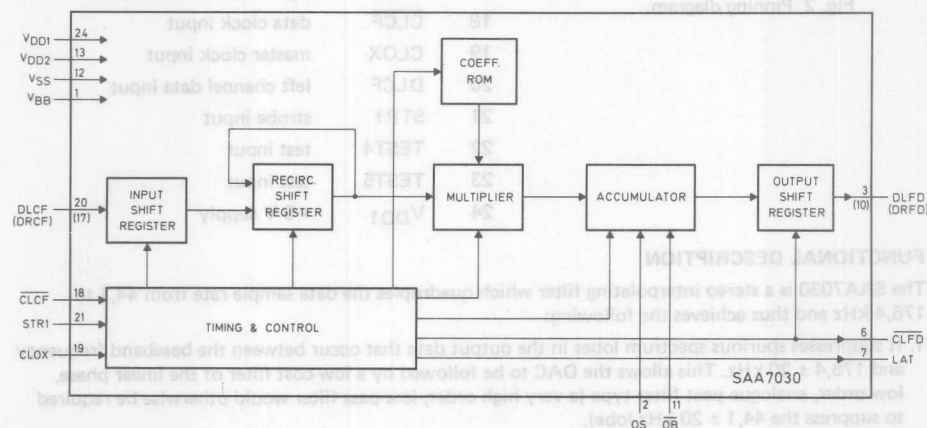 Fig. 2 Pinning diagram.
18 CLCF data clock input
19 CLOX master clock input
20 DLCF left channel data input
21 STR1 strobe input
22 TEST4 test input
23 TEST5
24 VDD1 supply
VDD1 24
VDD2 13
VSS 12
VBB 1
COEFF. ROM
DLCF (DRCF) 20 (17)
INPUT SHIFT REGISTER
RECIRC. SHIFT REGISTER
MULTIPLIER
ACCUMULATOR
OUTPUT SHIFT REGISTER
3 (10) DLFD (DRFD)
CLCF 18
STR1 21
CLOX 19
TIMING & CONTROL
6 CLFD
7 LAT
SAA7030
2 11
OS OB
FUNCTIONAL DESCRIPTION
The SAA7030 is a stereo interpolating filter which quadruples the data sample rate from 44,1 to
176,4 kHz and thus achieves the following:
1. It suppresses spurious spectrum lobes in the output data that occur between the baseband frequency
and 176,4 ± 20 kHz. This allows the DAC to be followed by a low-cost filter of the linear phase,
low-order, analogue post filter type (a very high order, low-pass filter would otherwise be required
to suppress the 44,1 ± 20 kHz lobe).